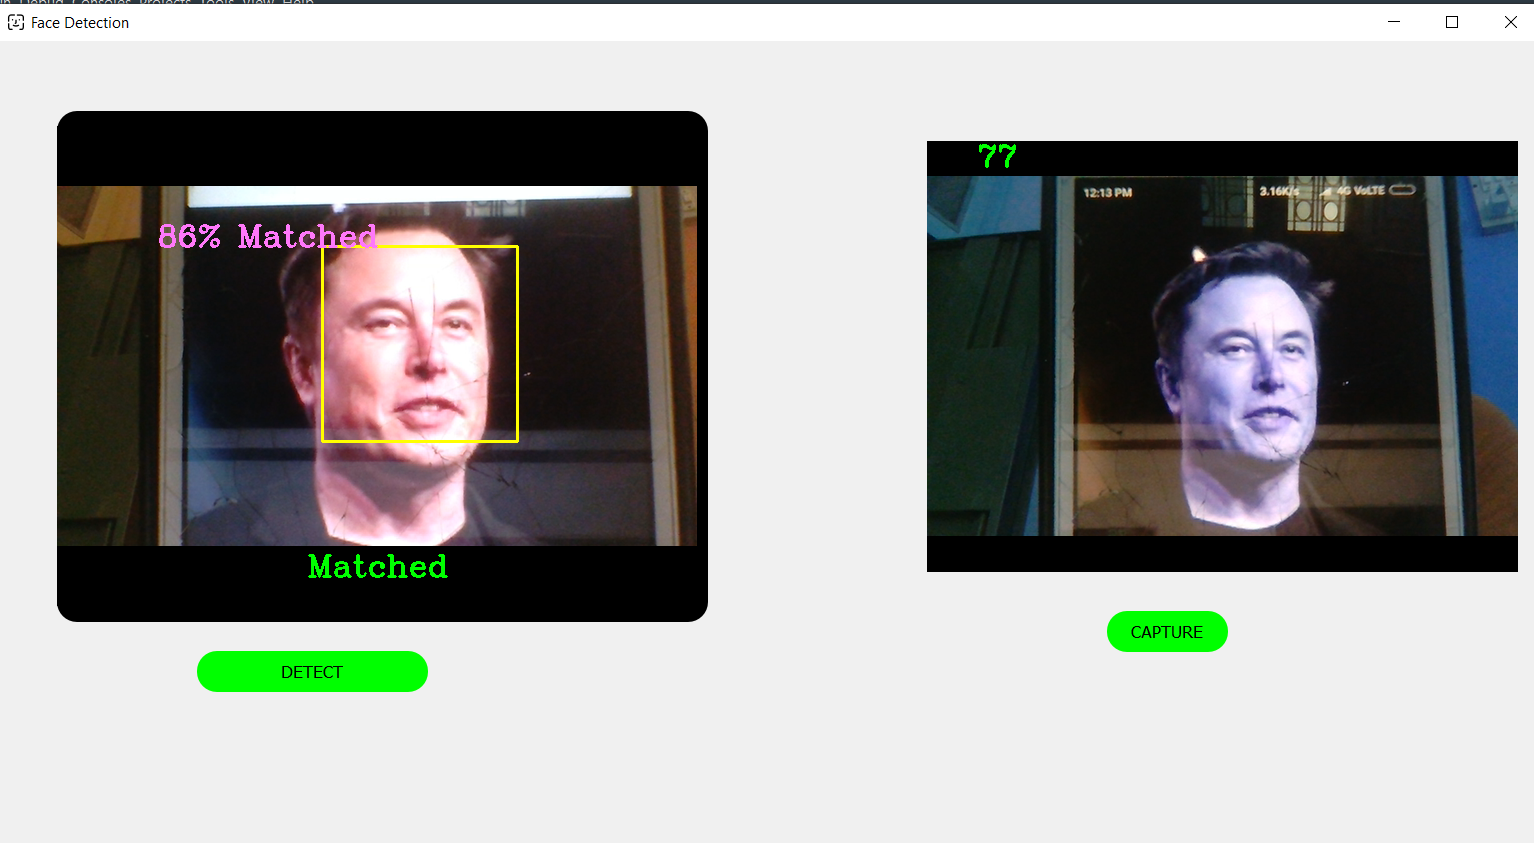 Face Detection
86% Matched
Matched
DETECT
77
12:13 PM 3.16K/s 4G VoLTE
CAPTURE